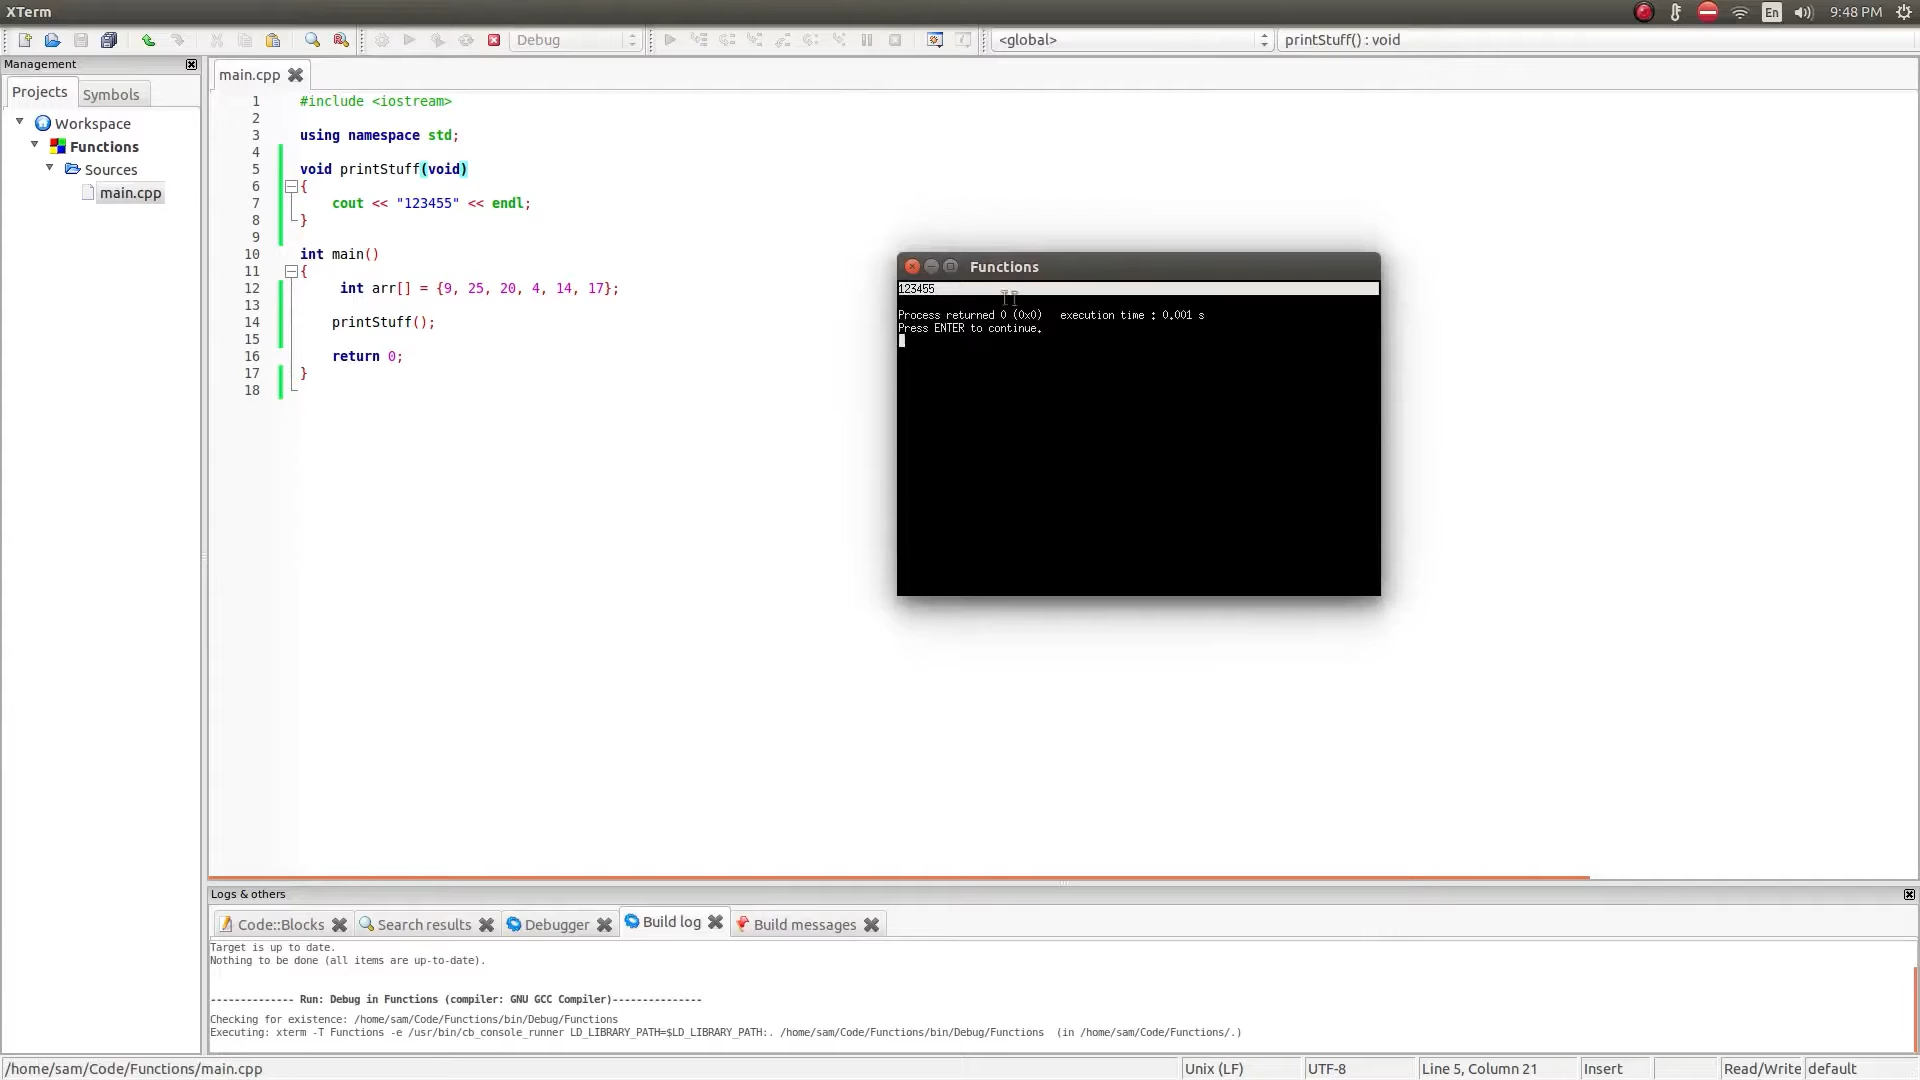 XTerm
En 9:48 PM
Debug
<global>
printStuff() : void
Management
Projects
Symbols
Workspace
Functions
Sources
main.cpp
main.cpp
1 #include <iostream>
2
3 using namespace std;
4
5 void printStuff(void)
6 {
7 cout << "123455" << endl;
8 }
9
10 int main()
11 {
12 int arr[] = {9, 25, 20, 4, 14, 17};
13
14 printStuff();
15
16 return 0;
17 }
18
Functions
123455
Process returned 0 (0x0) execution time : 0.001 s
Press ENTER to continue.
Logs & others
Code::Blocks
Search results
Debugger
Build log
Build messages
Target is up to date.
Nothing to be done (all items are up-to-date).
-------------- Run: Debug in Functions (compiler: GNU GCC Compiler)---------------
Checking for existence: /home/sam/Code/Functions/bin/Debug/Functions
Executing: xterm -T Functions -e /usr/bin/cb_console_runner LD_LIBRARY_PATH=$LD_LIBRARY_PATH:. /home/sam/Code/Functions/bin/Debug/Functions (in /home/sam/Code/Functions/.)
/home/sam/Code/Functions/main.cpp
Unix (LF)
UTF-8
Line 5, Column 21
Insert
Read/Write
default